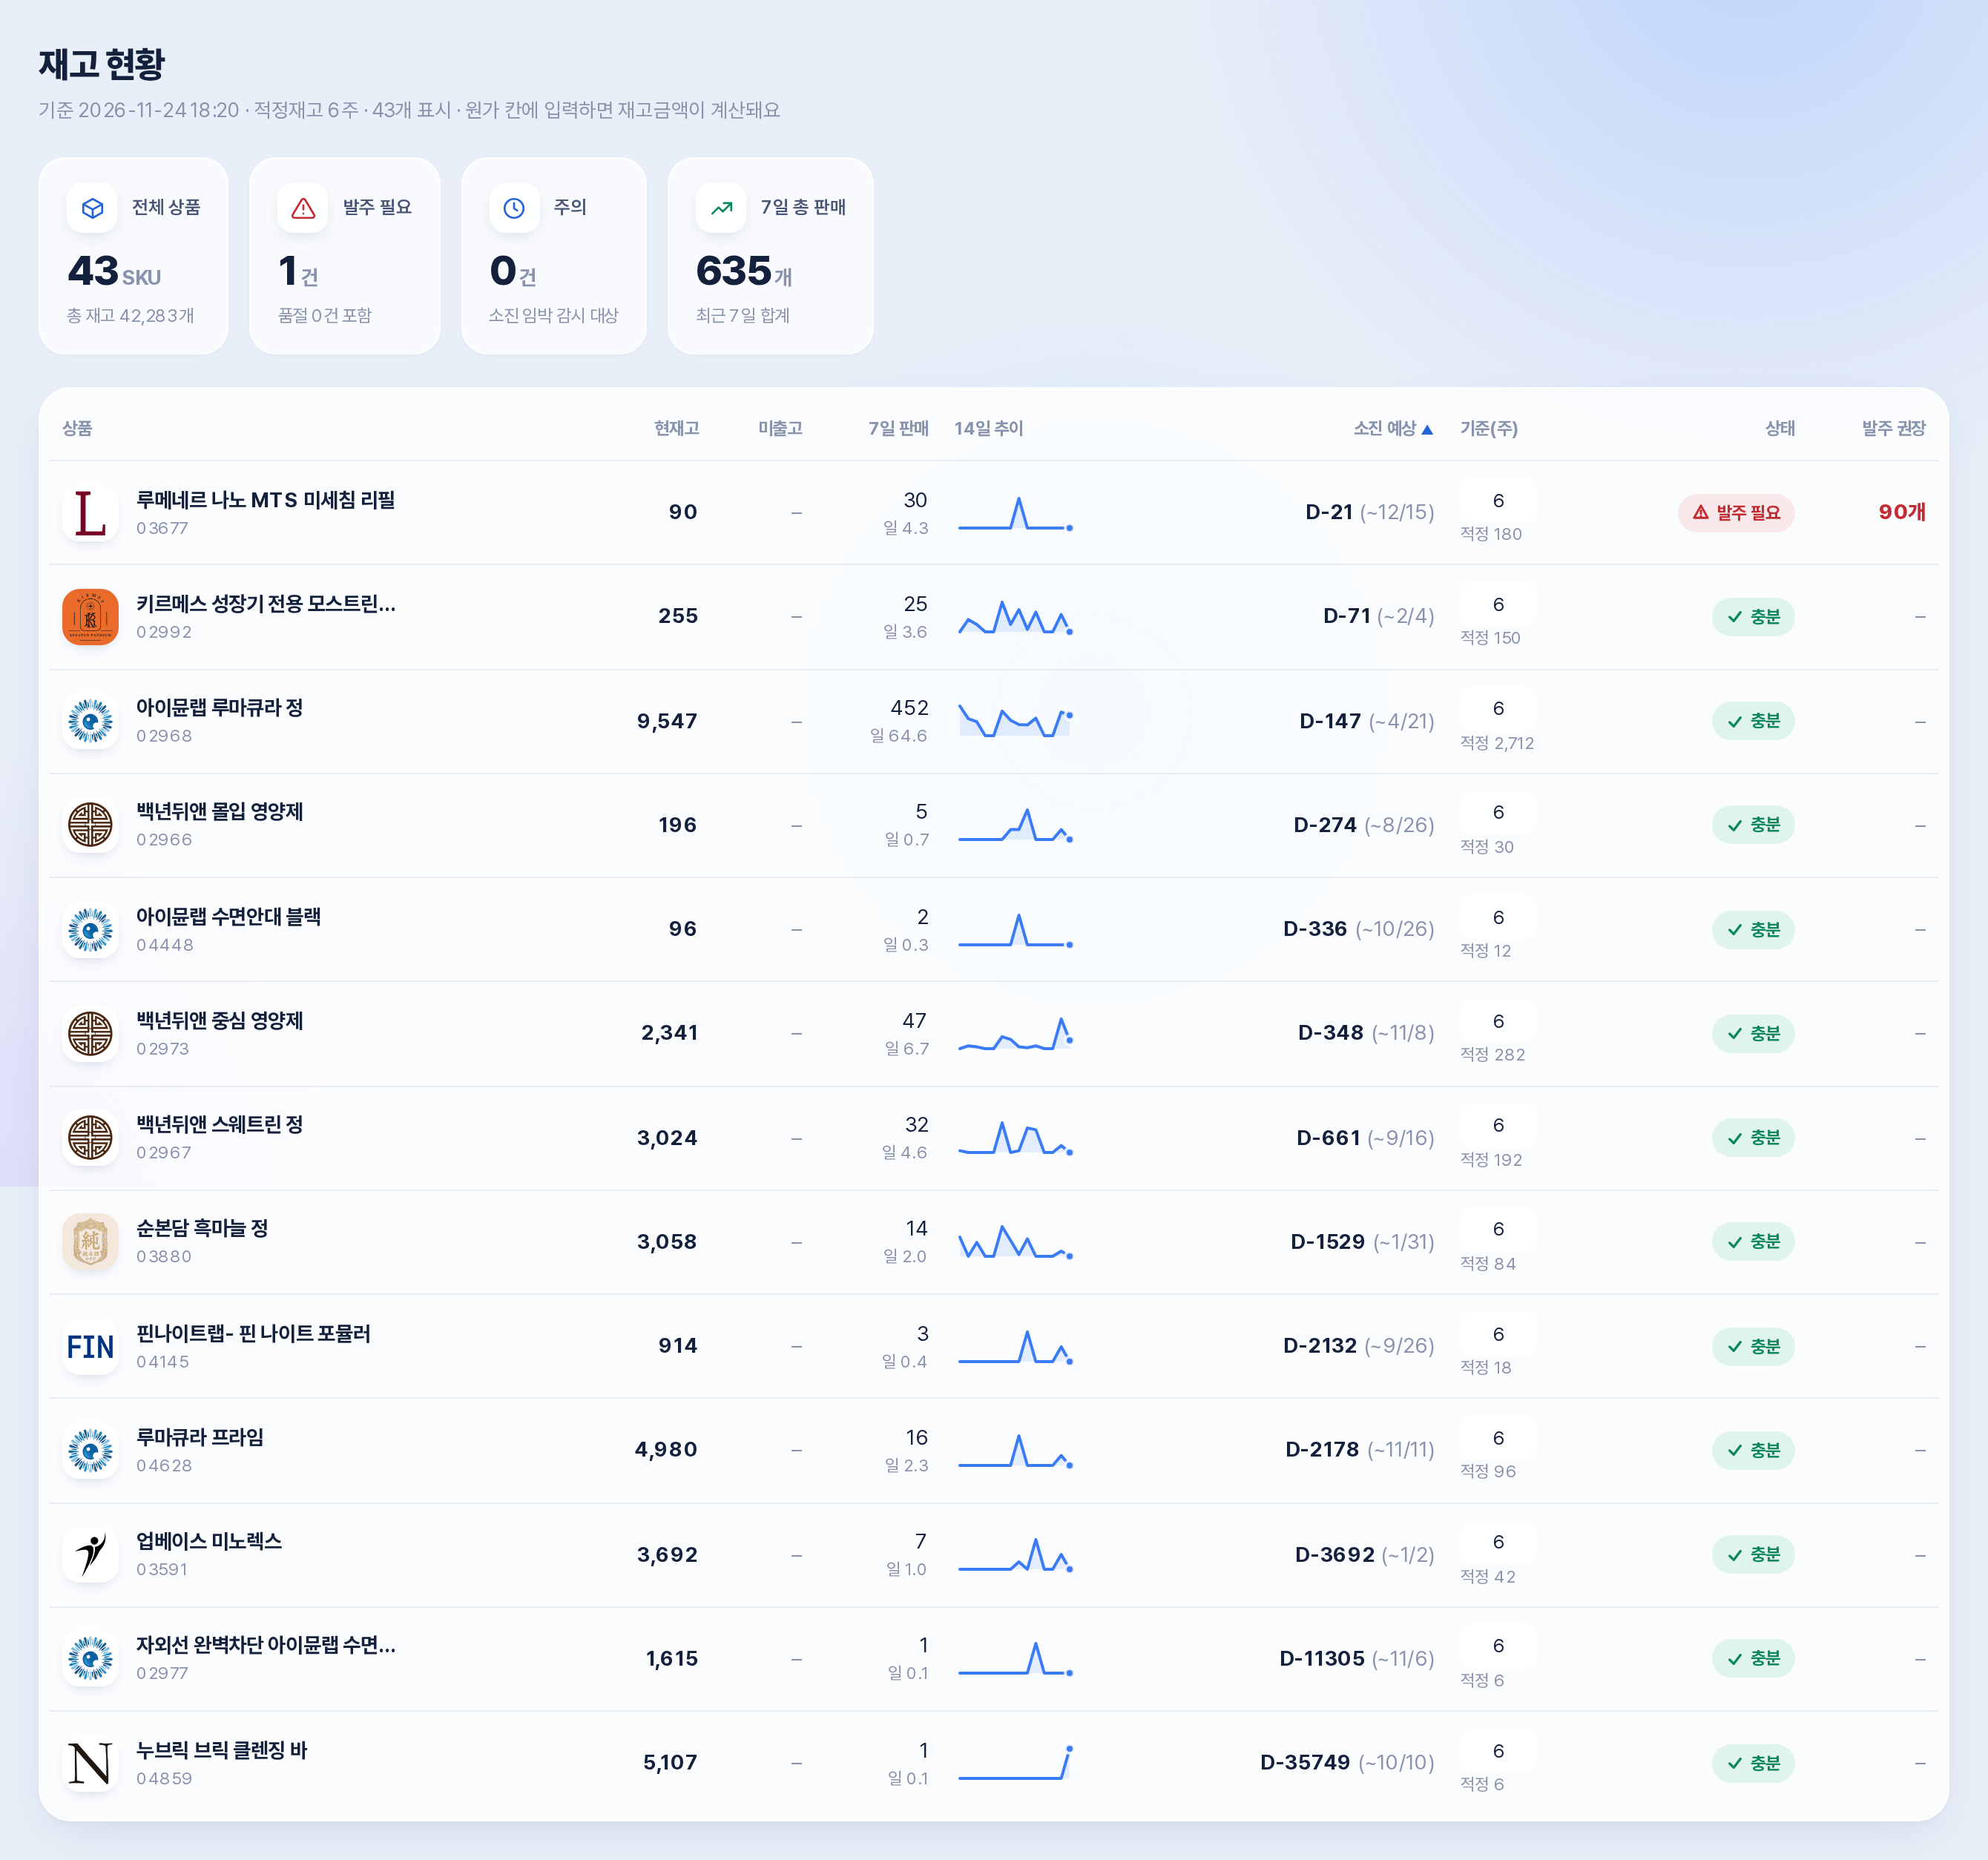 재고 현황
기준 2026-11-24 18:20 · 적정재고 6주 · 43개 표시 · 원가 칸에 입력하면 재고금액이 계산돼요
전체 상품
43 SKU
총 재고 42,283개
발주 필요
1건
품절 0건 포함
주의
0건
소진 임박 감시 대상
7일 총 판매
635개
최근 7일 합계
상품 현재고 미출고 7일 판매 14일 추이 소진 예상 ▲ 기준(주) 상태 발주 권장
L 루메네르 나노 MTS 미세침 리필 90 – 30 D-21 (~12/15) 6 발주 필요 90개
03677 일 4.3 적정 180
키르메스 성장기 전용 모스트린... 255 – 25 D-71 (~2/4) 6 충분 –
02992 일 3.6 적정 150
아이뮨랩 루마큐라 정 9,547 – 452 D-147 (~4/21) 6 충분 –
02968 일 64.6 적정 2,712
백년뒤앤 몰입 영양제 196 – 5 D-274 (~8/26) 6 충분 –
02966 일 0.7 적정 30
아이뮨랩 수면안대 블랙 96 – 2 D-336 (~10/26) 6 충분 –
04448 일 0.3 적정 12
백년뒤앤 중심 영양제 2,341 – 47 D-348 (~11/8) 6 충분 –
02973 일 6.7 적정 282
백년뒤앤 스웨트린 정 3,024 – 32 D-661 (~9/16) 6 충분 –
02967 일 4.6 적정 192
純 순본담 흑마늘 정 3,058 – 14 D-1529 (~1/31) 6 충분 –
03880 일 2.0 적정 84
FIN 핀나이트랩- 핀 나이트 포뮬러 914 – 3 D-2132 (~9/26) 6 충분 –
04145 일 0.4 적정 18
루마큐라 프라임 4,980 – 16 D-2178 (~11/11) 6 충분 –
04628 일 2.3 적정 96
업베이스 미노렉스 3,692 – 7 D-3692 (~1/2) 6 충분 –
03591 일 1.0 적정 42
자외선 완벽차단 아이뮨랩 수면... 1,615 – 1 D-11305 (~11/6) 6 충분 –
02977 일 0.1 적정 6
N 누브릭 브릭 클렌징 바 5,107 – 1 D-35749 (~10/10) 6 충분 –
04859 일 0.1 적정 6